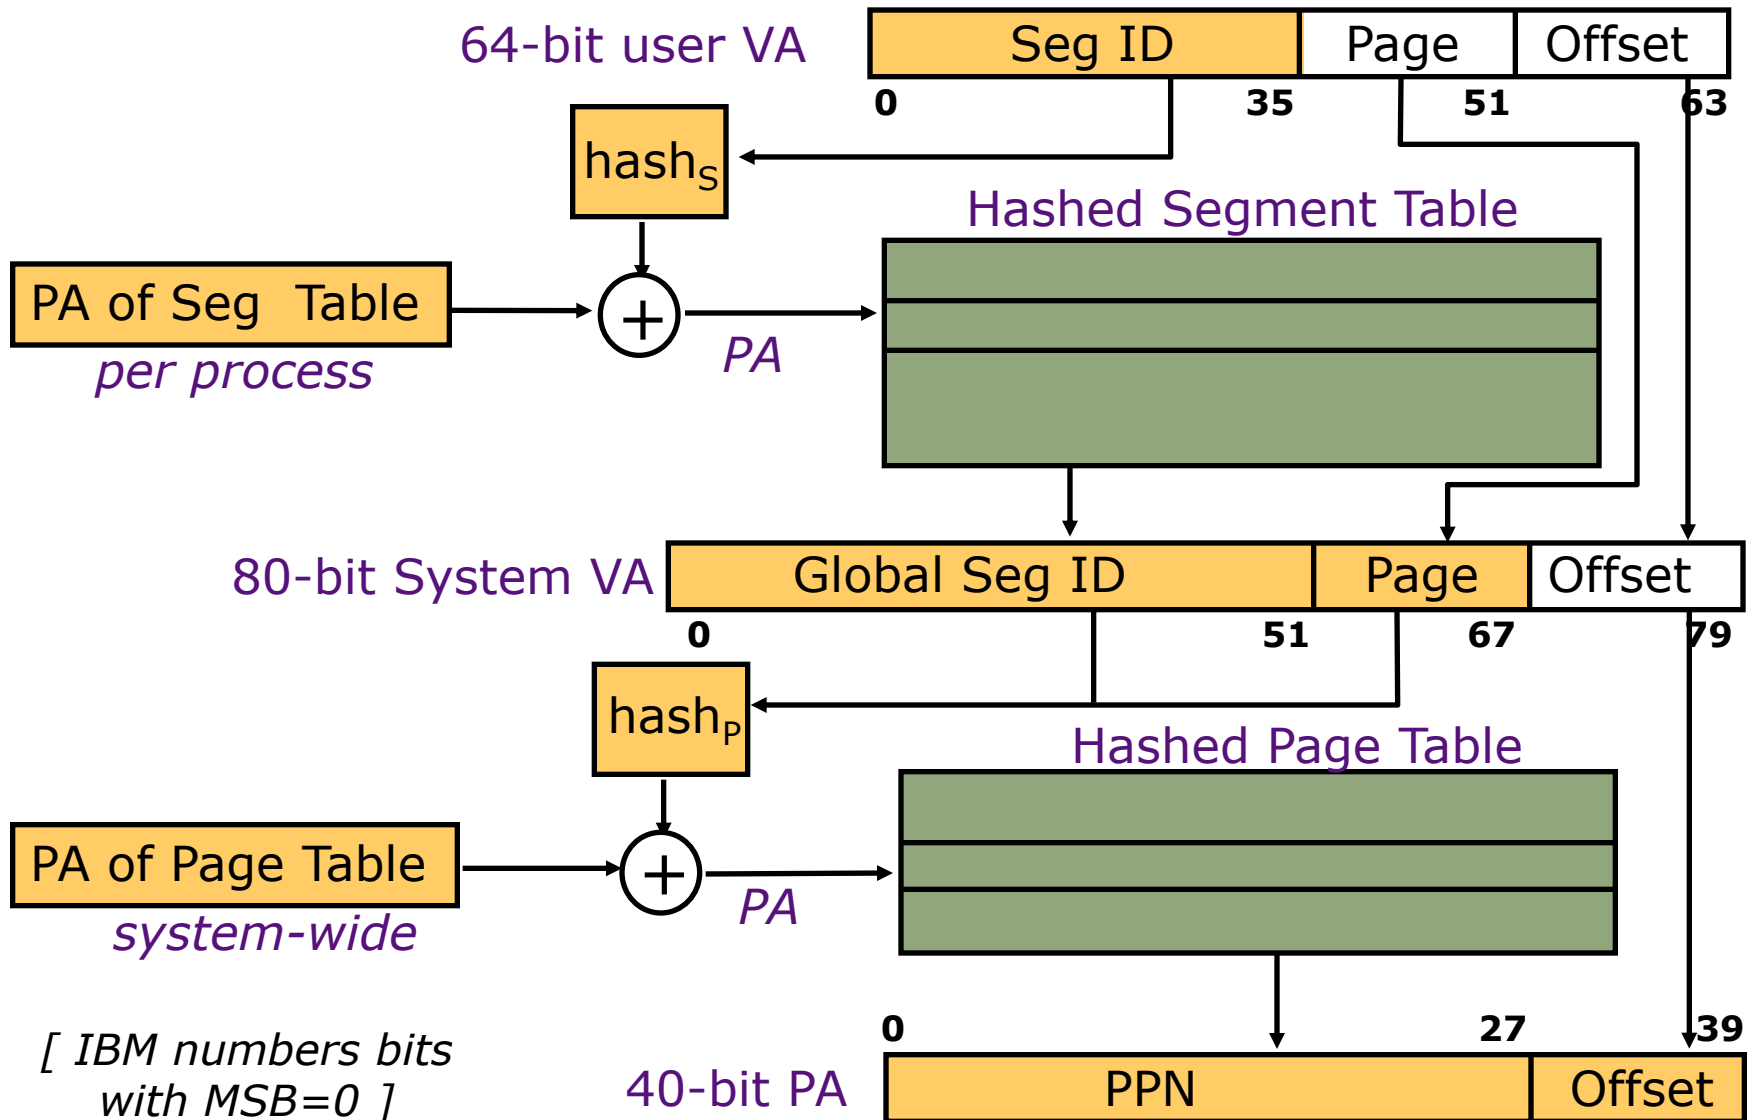 64-bit user VA
Seg ID Page Offset
0 35 51 63
hashS
Hashed Segment Table
PA of Seg Table
+
per process
PA
80-bit System VA
Global Seg ID Page Offset
0 51 67 79
hashP
Hashed Page Table
PA of Page Table
+
system-wide
PA
[ IBM numbers bits
with MSB=0 ]
0 27 39
40-bit PA
PPN Offset